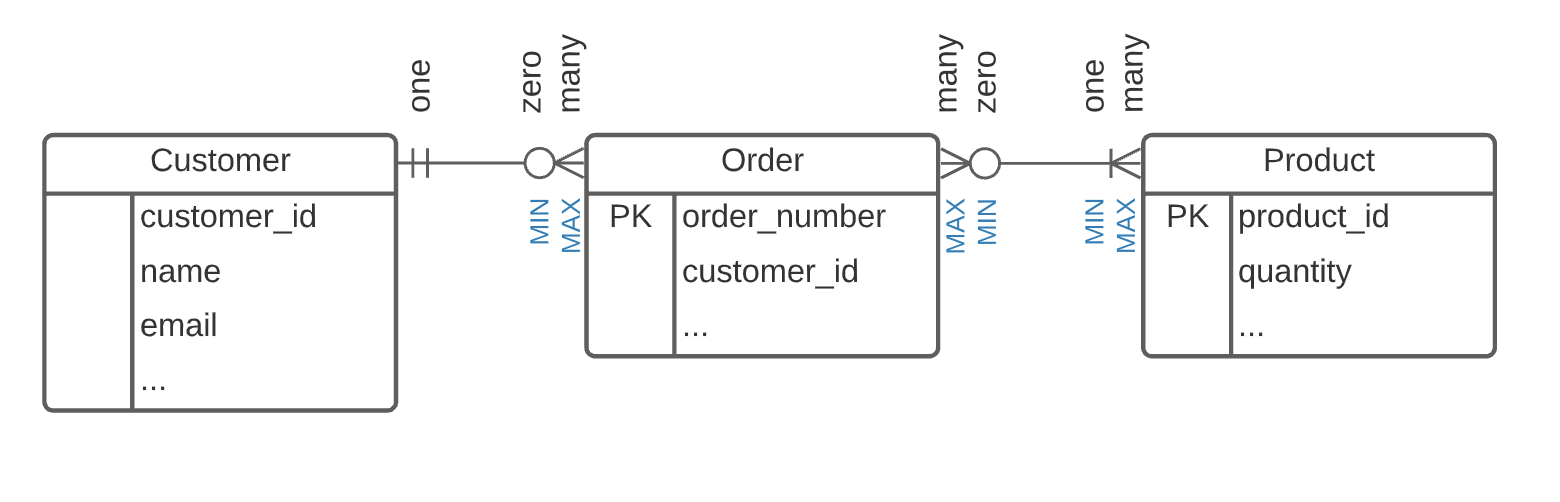 one
zero
many
many
zero
one
many
Customer
customer_id
name
email
...
MIN
MAX
Order
PK order_number
customer_id
...
MAX
MIN
MIN
MAX
Product
PK product_id
quantity
...